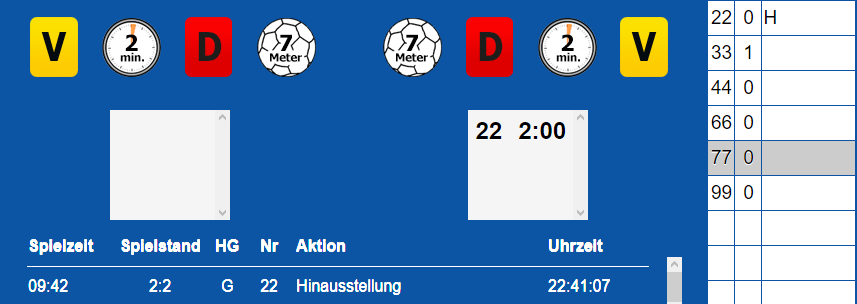 V 2 min. D 7 Meter 7 Meter D 2 min. V
22 2:00
Spielzeit Spielstand HG Nr Aktion Uhrzeit
09:42 2:2 G 22 Hinausstellung 22:41:07
22 0 H
33 1
44 0
66 0
77 0
99 0